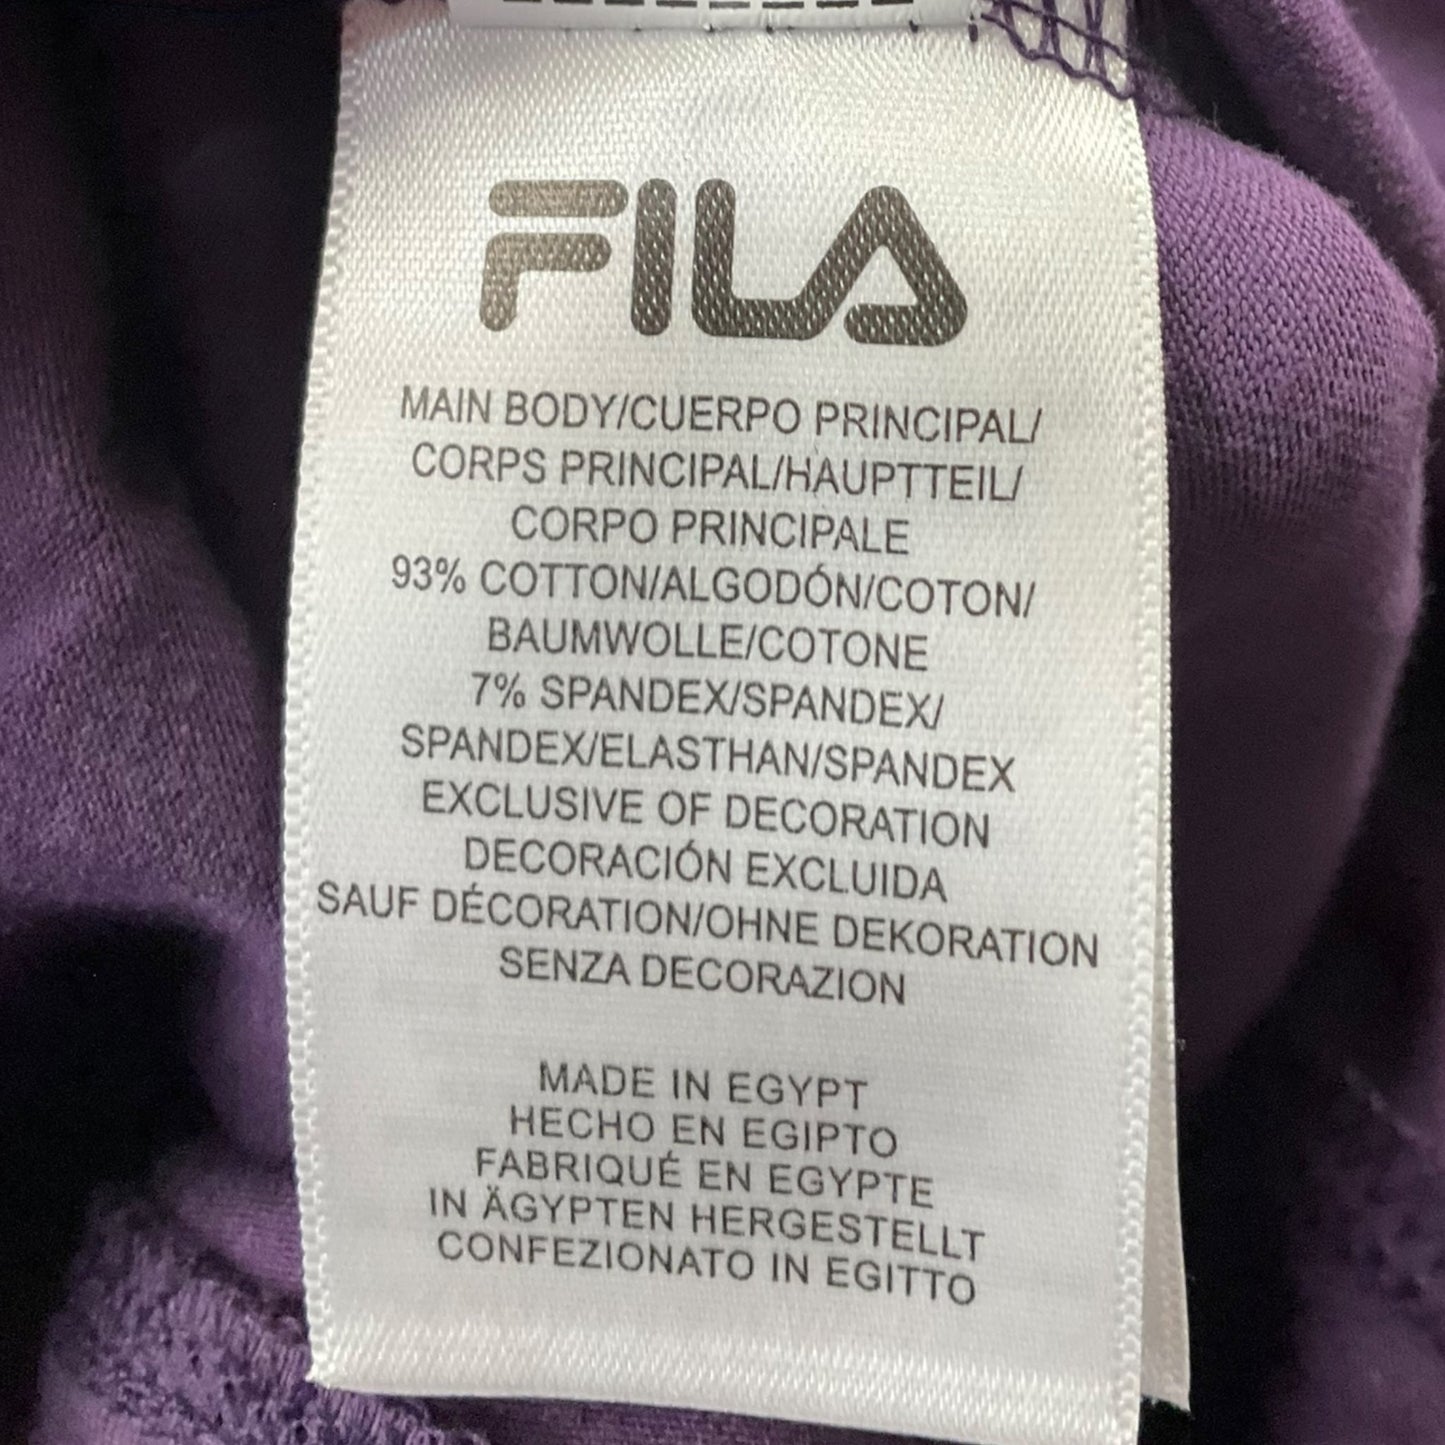 FILA
MAIN BODY/CUERPO PRINCIPAL/
CORPS PRINCIPAL/HAUPTTEIL/
CORPO PRINCIPALE
93% COTTON/ALGODÓN/COTON/
BAUMWOLLE/COTONE
7% SPANDEX/SPANDEX/
SPANDEX/ELASTHAN/SPANDEX
EXCLUSIVE OF DECORATION
DECORACIÓN EXCLUIDA
SAUF DÉCORATION/OHNE DEKORATION
SENZA DECORAZION
MADE IN EGYPT
HECHO EN EGIPTO
FABRIQUÉ EN EGYPTE
IN ÄGYPTEN HERGESTELLT
CONFEZIONATO IN EGITTO